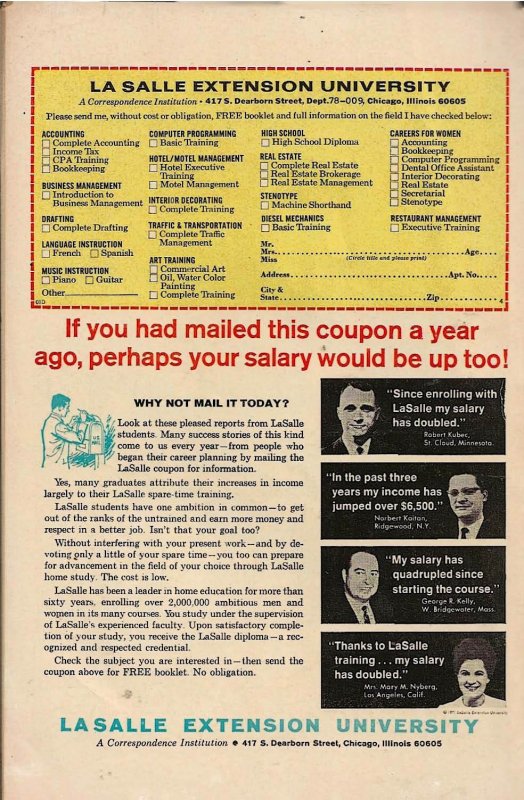 LA SALLE EXTENSION UNIVERSITY
A Correspondence Institution • 417 S. Dearborn Street, Dept. 78-009, Chicago, Illinois 60605
Please send me, without cost or obligation, FREE booklet and full information on the field I have checked below:
ACCOUNTING
Complete Accounting
Income Tax
CPA Training
Bookkeeping
BUSINESS MANAGEMENT
Introduction to
Business Management
DRAFTING
Complete Drafting
LANGUAGE INSTRUCTION
French Spanish
MUSIC INSTRUCTION
Piano Guitar
Other
COMPUTER PROGRAMMING
Basic Training
HOTEL/MOTEL MANAGEMENT
Hotel Executive
Training
Motel Management
INTERIOR DECORATING
Complete Training
TRAFFIC & TRANSPORTATION
Complete Traffic
Management
ART TRAINING
Commercial Art
Oil, Water Color
Painting
Complete Training
HIGH SCHOOL
High School Diploma
REAL ESTATE
Complete Real Estate
Real Estate Brokerage
Real Estate Management
STENOTYPE
Machine Shorthand
DIESEL MECHANICS
Basic Training
CAREERS FOR WOMEN
Accounting
Bookkeeping
Computer Programming
Dental Office Assistant
Interior Decorating
Real Estate
Secretarial
Stenotype
RESTAURANT MANAGEMENT
Executive Training
Mr.
Mrs. Age
Miss (Circle title and please print)
Address Apt. No.
City &
State Zip
4
If you had mailed this coupon a year
ago, perhaps your salary would be up too!
WHY NOT MAIL IT TODAY?
Look at these pleased reports from LaSalle
students. Many success stories of this kind
come to us every year—from people who
began their career planning by mailing the
LaSalle coupon for information.
Yes, many graduates attribute their increases in income
largely to their LaSalle spare-time training.
LaSalle students have one ambition in common—to get
out of the ranks of the untrained and earn more money and
respect in a better job. Isn't that your goal too?
Without interfering with your present work—and by de-
voting only a little of your spare time—you too can prepare
for advancement in the field of your choice through LaSalle
home study. The cost is low.
LaSalle has been a leader in home education for more than
sixty years, enrolling over 2,000,000 ambitious men and
women in its many courses. You study under the supervision
of LaSalle's experienced faculty. Upon satisfactory comple-
tion of your study, you receive the LaSalle diploma—a rec-
ognized and respected credential.
Check the subject you are interested in—then send the
coupon above for FREE booklet. No obligation.
"Since enrolling with
LaSalle my salary
has doubled."
Robert Kubec,
St. Cloud, Minnesota.
"In the past three
years my income has
jumped over $6,500."
Norbert Kaitan,
Ridgewood, N.Y.
"My salary has
quadrupled since
starting the course."
George R. Kelly,
W. Bridgewater, Mass.
"Thanks to LaSalle
training . . . my salary
has doubled."
Mrs. Mary M. Nyberg,
Los Angeles, Calif.
LaSalle Extension University
LA SALLE EXTENSION UNIVERSITY
A Correspondence Institution • 417 S. Dearborn Street, Chicago, Illinois 60605